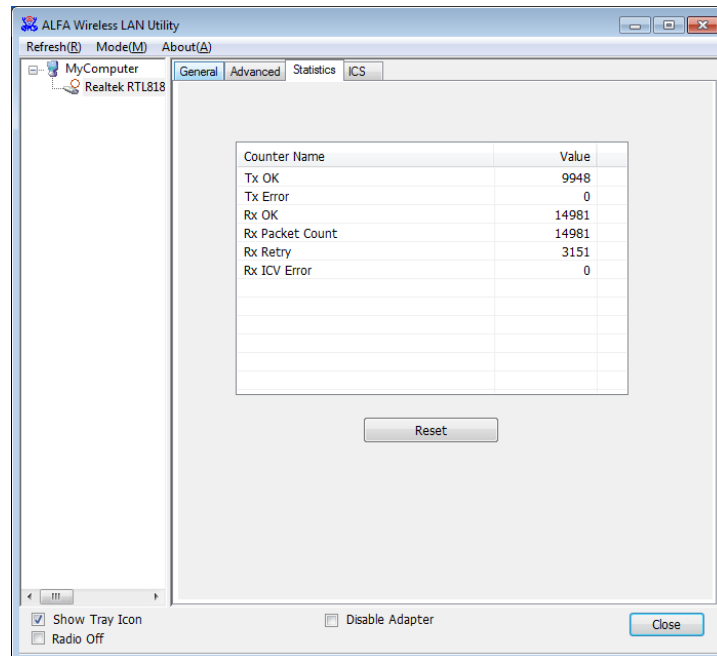 ALFA Wireless LAN Utility
Refresh(R) Mode(M) About(A)
MyComputer
Realtek RTL818
General Advanced Statistics ICS
Counter Name Value
Tx OK 9948
Tx Error 0
Rx OK 14981
Rx Packet Count 14981
Rx Retry 3151
Rx ICV Error 0
Reset
Show Tray Icon Disable Adapter Close
Radio Off